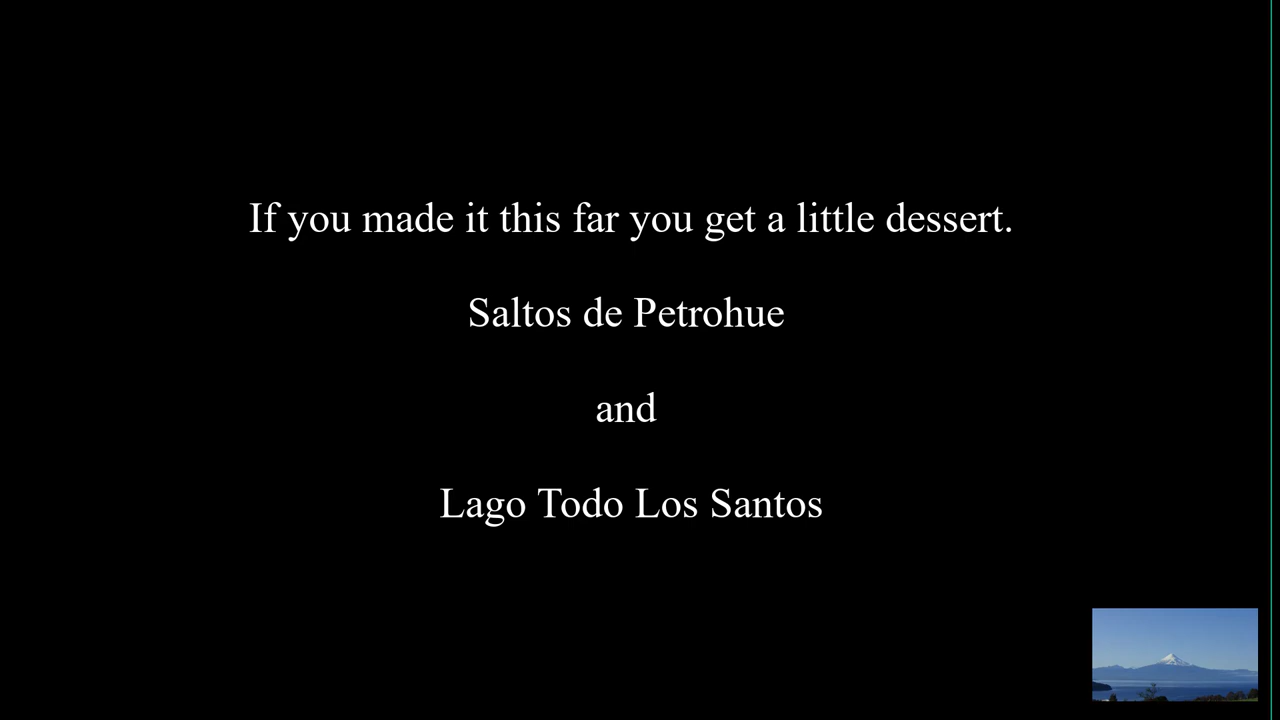 If you made it this far you get a little dessert.
Saltos de Petrohue
and
Lago Todo Los Santos